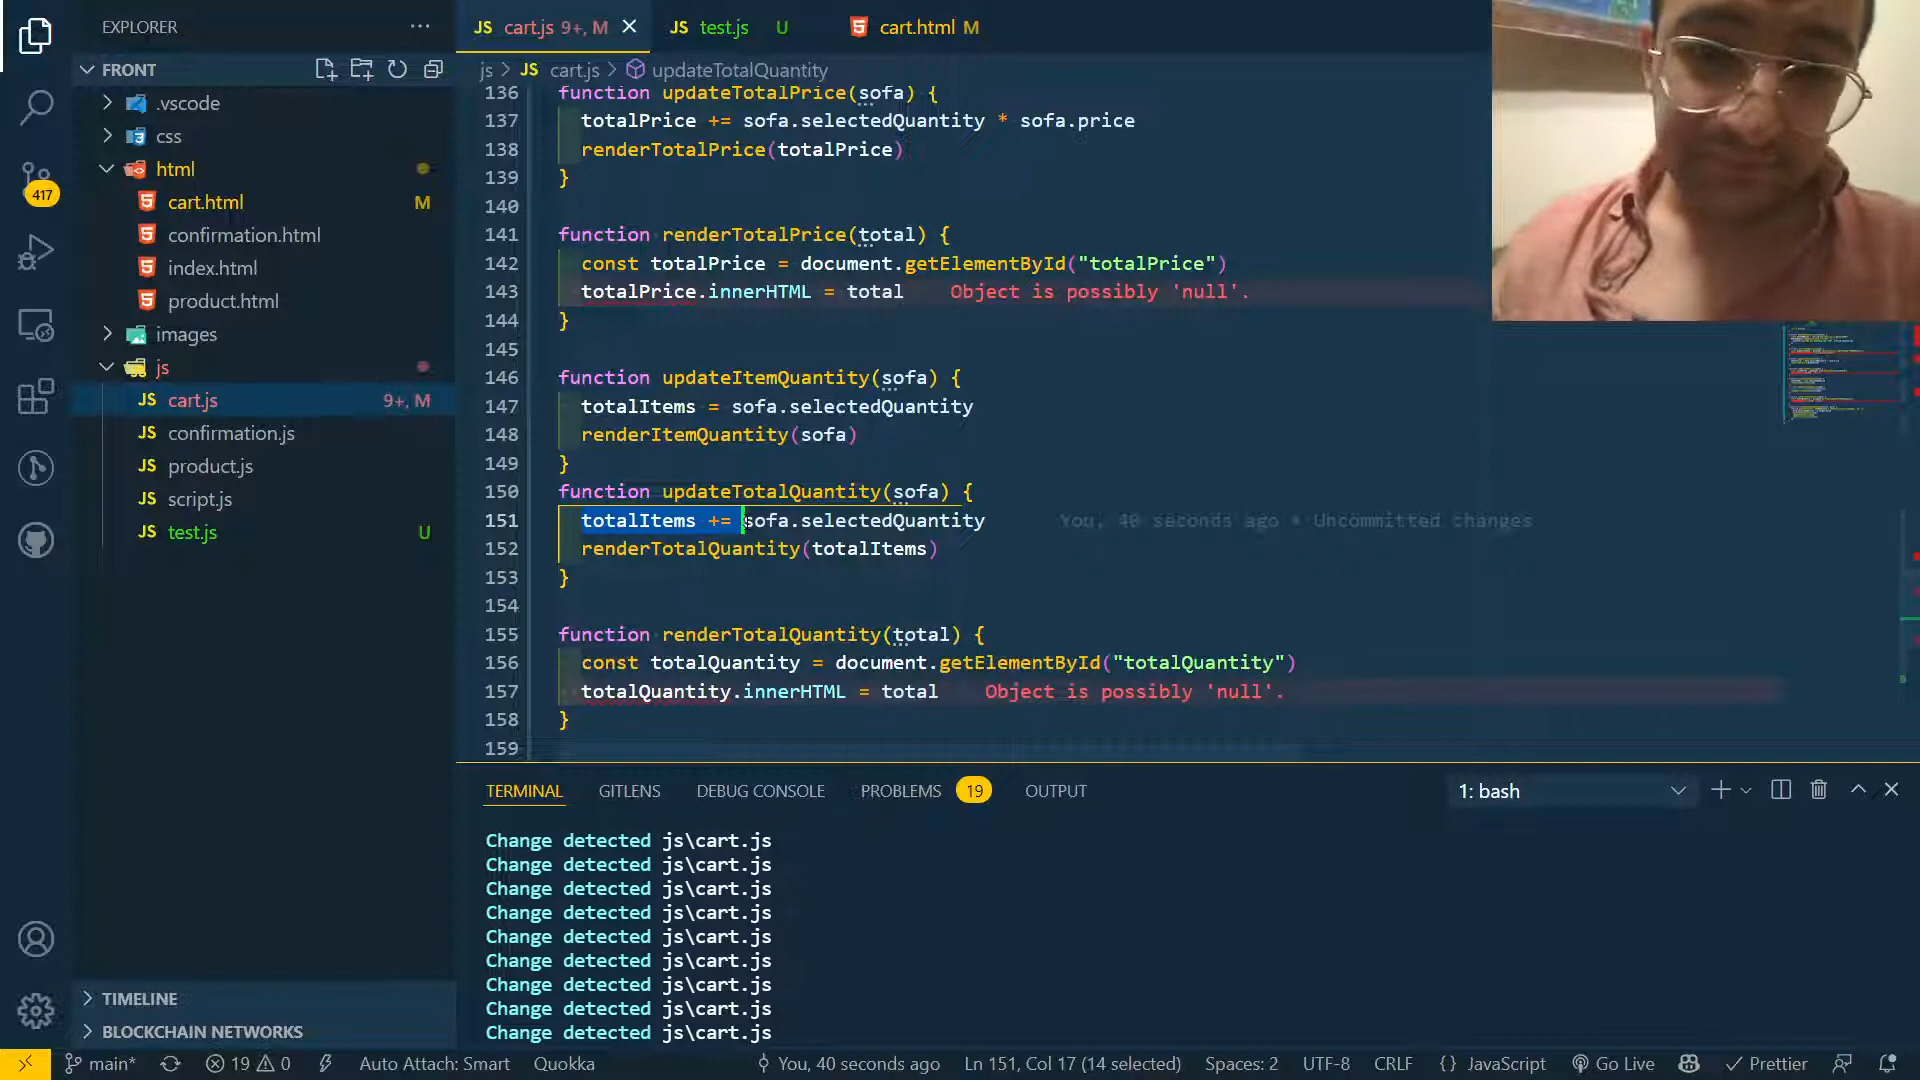 EXPLORER
JS cart.js 9+, M
JS test.js U
cart.html M
FRONT
js > JS cart.js > updateTotalQuantity
.vscode
css
html
cart.html M
confirmation.html
index.html
product.html
images
js
JS cart.js 9+, M
JS confirmation.js
JS product.js
JS script.js
JS test.js U
417
TIMELINE
BLOCKCHAIN NETWORKS
136 function updateTotalPrice(sofa) {
137 totalPrice += sofa.selectedQuantity * sofa.price
138 renderTotalPrice(totalPrice)
139 }
140
141 function renderTotalPrice(total) {
142 const totalPrice = document.getElementById("totalPrice")
143 totalPrice.innerHTML = total Object is possibly 'null'.
144 }
145
146 function updateItemQuantity(sofa) {
147 totalItems = sofa.selectedQuantity
148 renderItemQuantity(sofa)
149 }
150 function updateTotalQuantity(sofa) {
151 totalItems += sofa.selectedQuantity You, 40 seconds ago • Uncommitted changes
152 renderTotalQuantity(totalItems)
153 }
154
155 function renderTotalQuantity(total) {
156 const totalQuantity = document.getElementById("totalQuantity")
157 totalQuantity.innerHTML = total Object is possibly 'null'.
158 }
159
TERMINAL GITLENS DEBUG CONSOLE PROBLEMS 19 OUTPUT
1: bash
Change detected js\cart.js
Change detected js\cart.js
Change detected js\cart.js
Change detected js\cart.js
Change detected js\cart.js
Change detected js\cart.js
Change detected js\cart.js
Change detected js\cart.js
Change detected js\cart.js
main* 19 0 Auto Attach: Smart Quokka You, 40 seconds ago Ln 151, Col 17 (14 selected) Spaces: 2 UTF-8 CRLF {} JavaScript Go Live Prettier